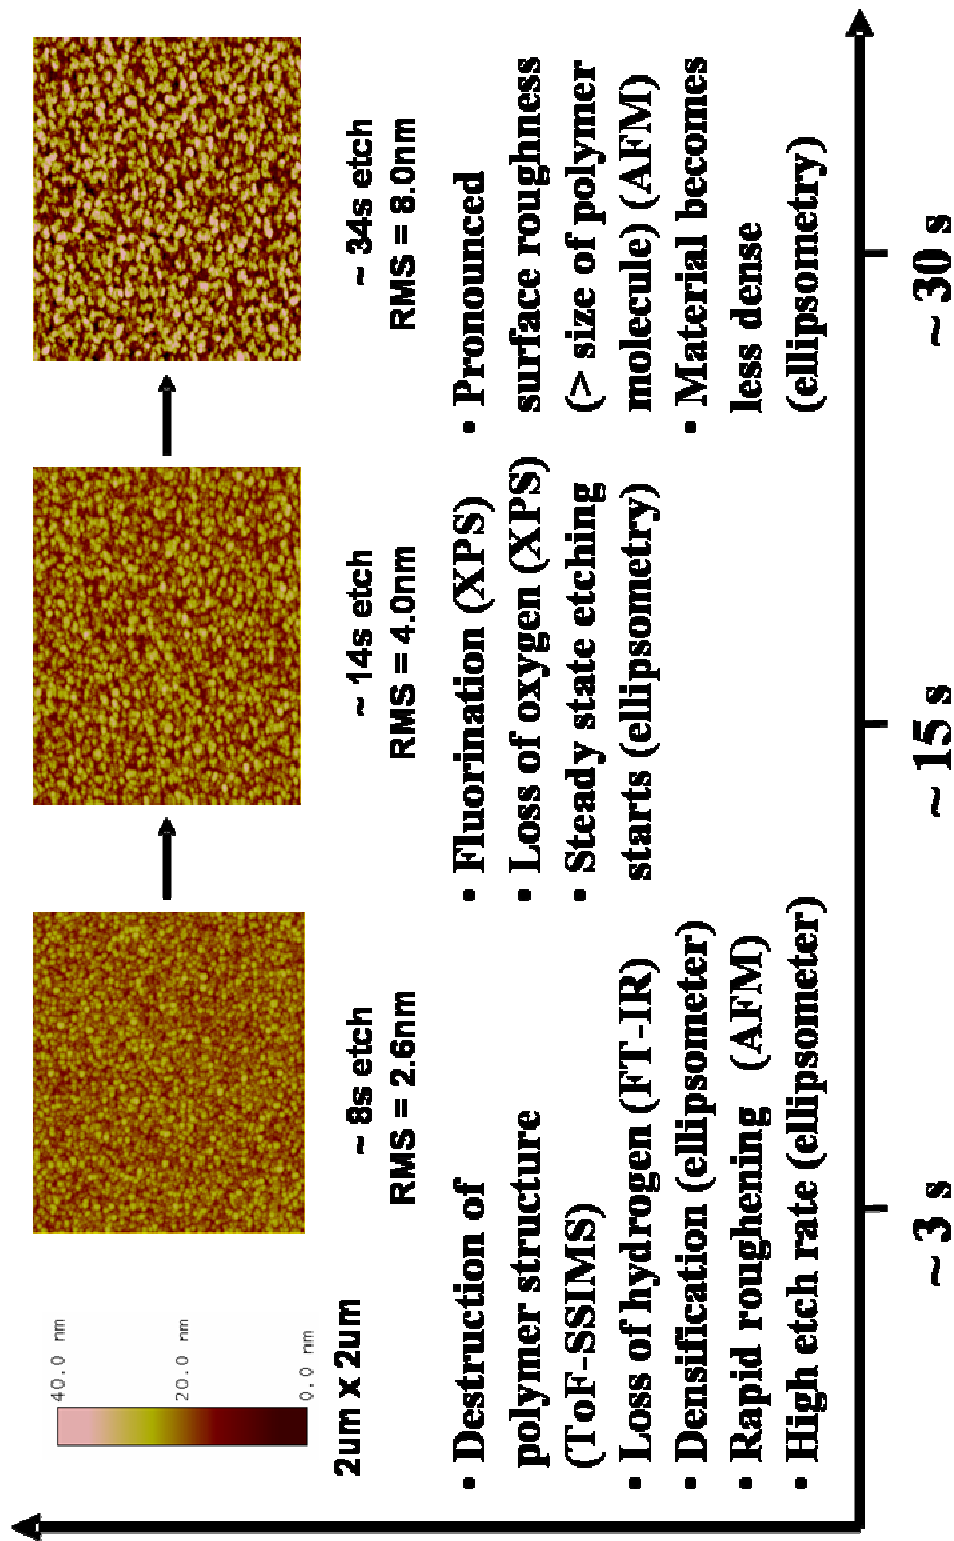 40.0 nm
20.0 nm
0.0 nm
2um x 2um
~ 8s etch
RMS = 2.6nm
~ 14s etch
RMS = 4.0nm
~ 34s etch
RMS = 8.0nm
• Destruction of
polymer structure
(ToF-SSIMS)
• Loss of hydrogen (FT-IR)
• Densification (ellipsometer)
• Rapid roughening (AFM)
• High etch rate (ellipsometer)
• Fluorination (XPS)
• Loss of oxygen (XPS)
• Steady state etching
starts (ellipsometry)
• Pronounced
surface roughness
(> size of polymer
molecule) (AFM)
• Material becomes
less dense
(ellipsometry)
~ 3 s
~ 15 s
~ 30 s